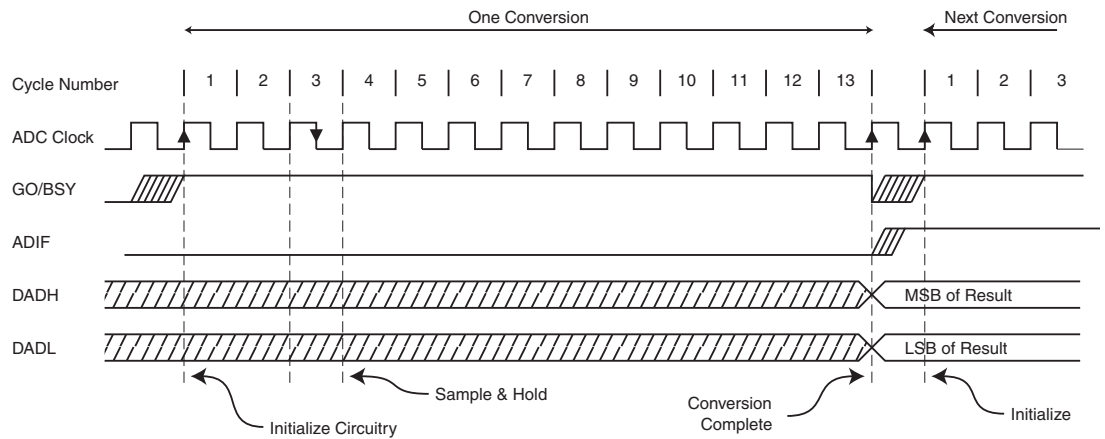 One Conversion Next Conversion
Cycle Number 1 2 3 4 5 6 7 8 9 10 11 12 13 1 2 3
ADC Clock
GO/BSY
ADIF
DADH MSB of Result
DADL LSB of Result
Sample & Hold
Initialize Circuitry
Conversion
Complete
Initialize